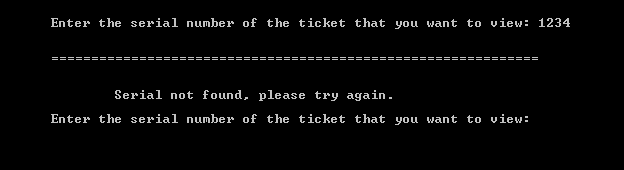 Enter the serial number of the ticket that you want to view: 1234
=============================================================
Serial not found, please try again.
Enter the serial number of the ticket that you want to view: